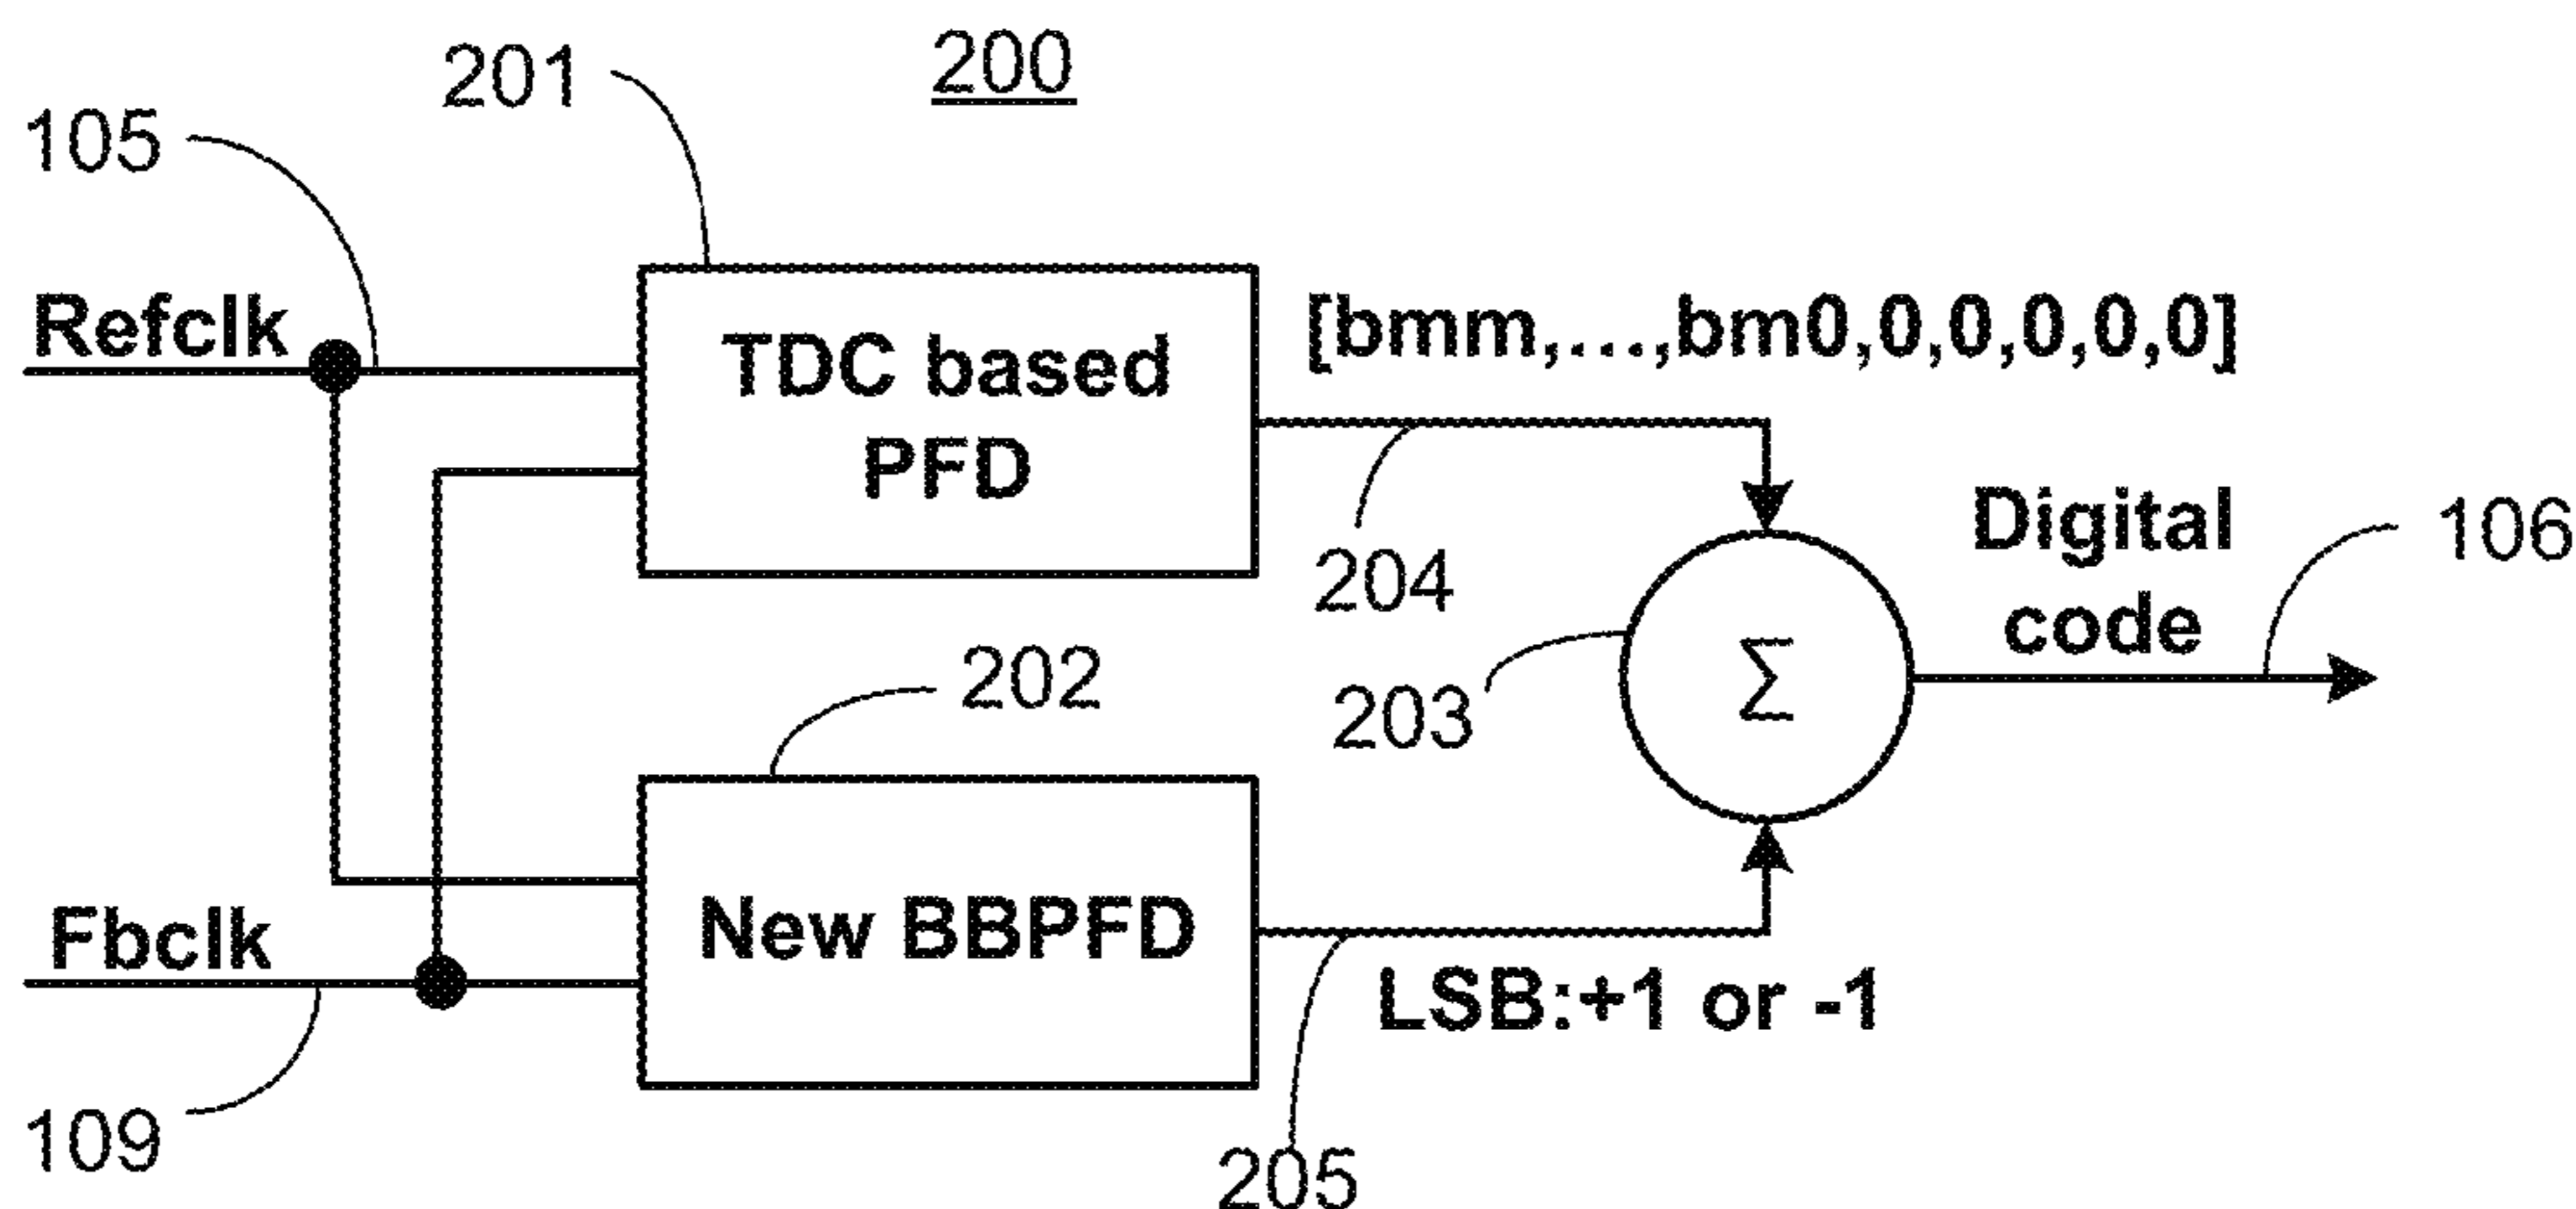 200
201
105
Refclk
TDC based
PFD
[bmm,...,bm0,0,0,0,0,0]
204
Digital
code
106
203
Σ
202
Fbclk
New BBPFD
LSB:+1 or -1
109
205